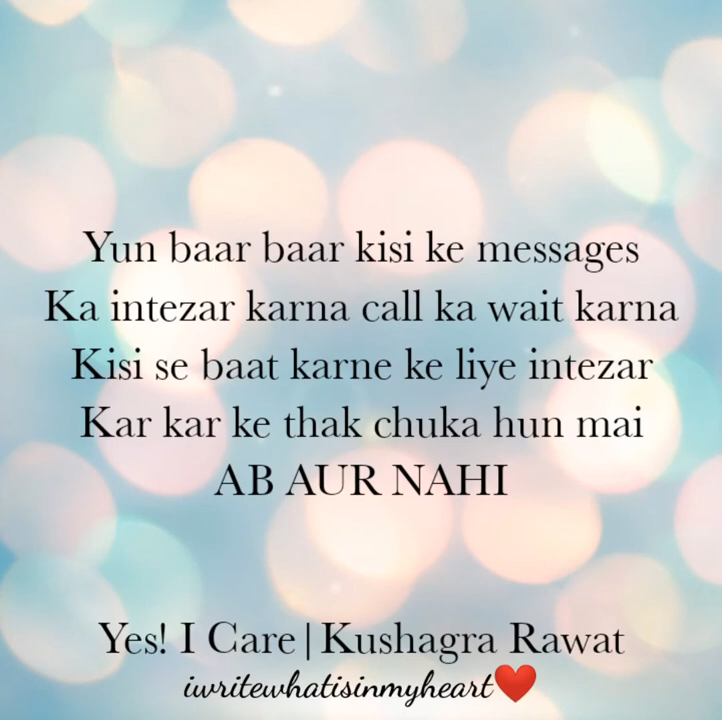 Yun baar baar kisi ke messages
Ka intezar karna call ka wait karna
Kisi se baat karne ke liye intezar
Kar kar ke thak chuka hun mai
AB AUR NAHI
Yes! I Care | Kushagra Rawat
iwritewhatisinmyheart❤️